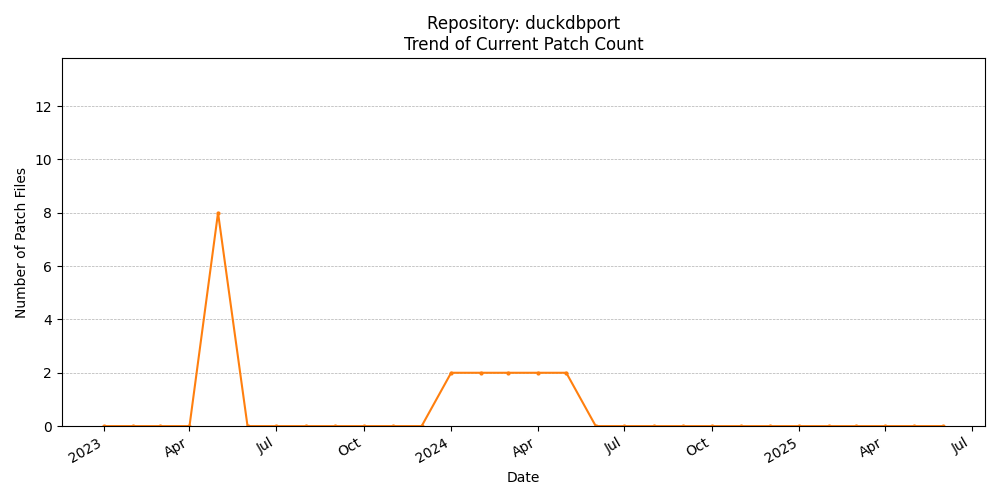 Repository: duckdbport
Trend of Current Patch Count
Number of Patch Files
12
10
8
6
4
2
0
2023
Apr
Jul
Oct
2024
Apr
Jul
Oct
2025
Apr
Jul
Date